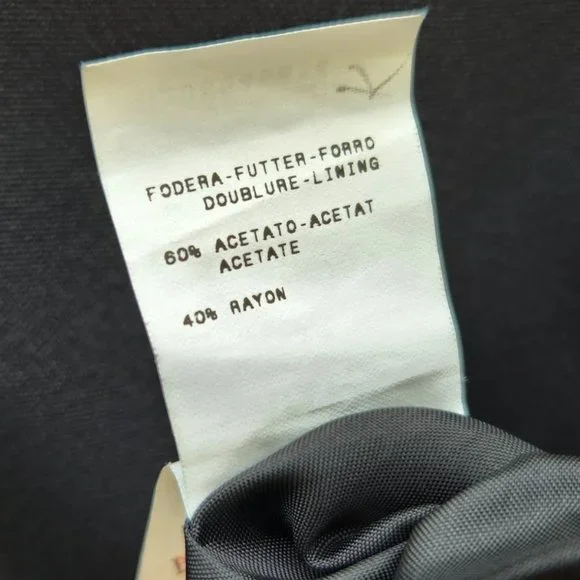 FODERA-FUTTER-FORRO
DOUBLURE-LINING
60% ACETATO-ACETAT
ACETATE
40% RAYON